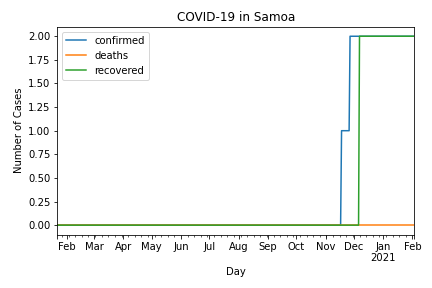 COVID-19 in Samoa
confirmed
deaths
recovered
Number of Cases
2.00
1.75
1.50
1.25
1.00
0.75
0.50
0.25
0.00
Feb Mar Apr May Jun Jul Aug Sep Oct Nov Dec Jan Feb
2021
Day